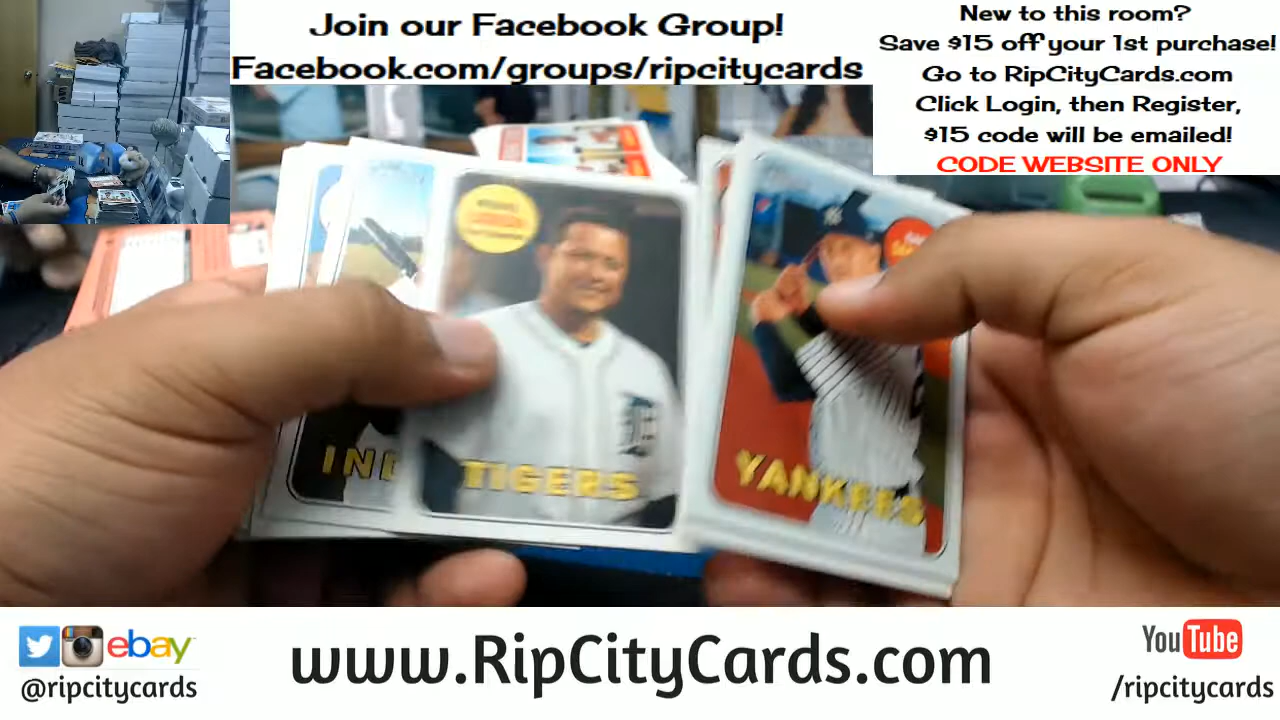 Join our Facebook Group!
Facebook.com/groups/ripcitycards
New to this room?
Save $15 off your 1st purchase!
Go to RipCityCards.com
Click Login, then Register,
$15 code will be emailed!
CODE WEBSITE ONLY
TIGERS
YANKEES
ebay
@ripcitycards
www.RipCityCards.com
YouTube
/ripcitycards